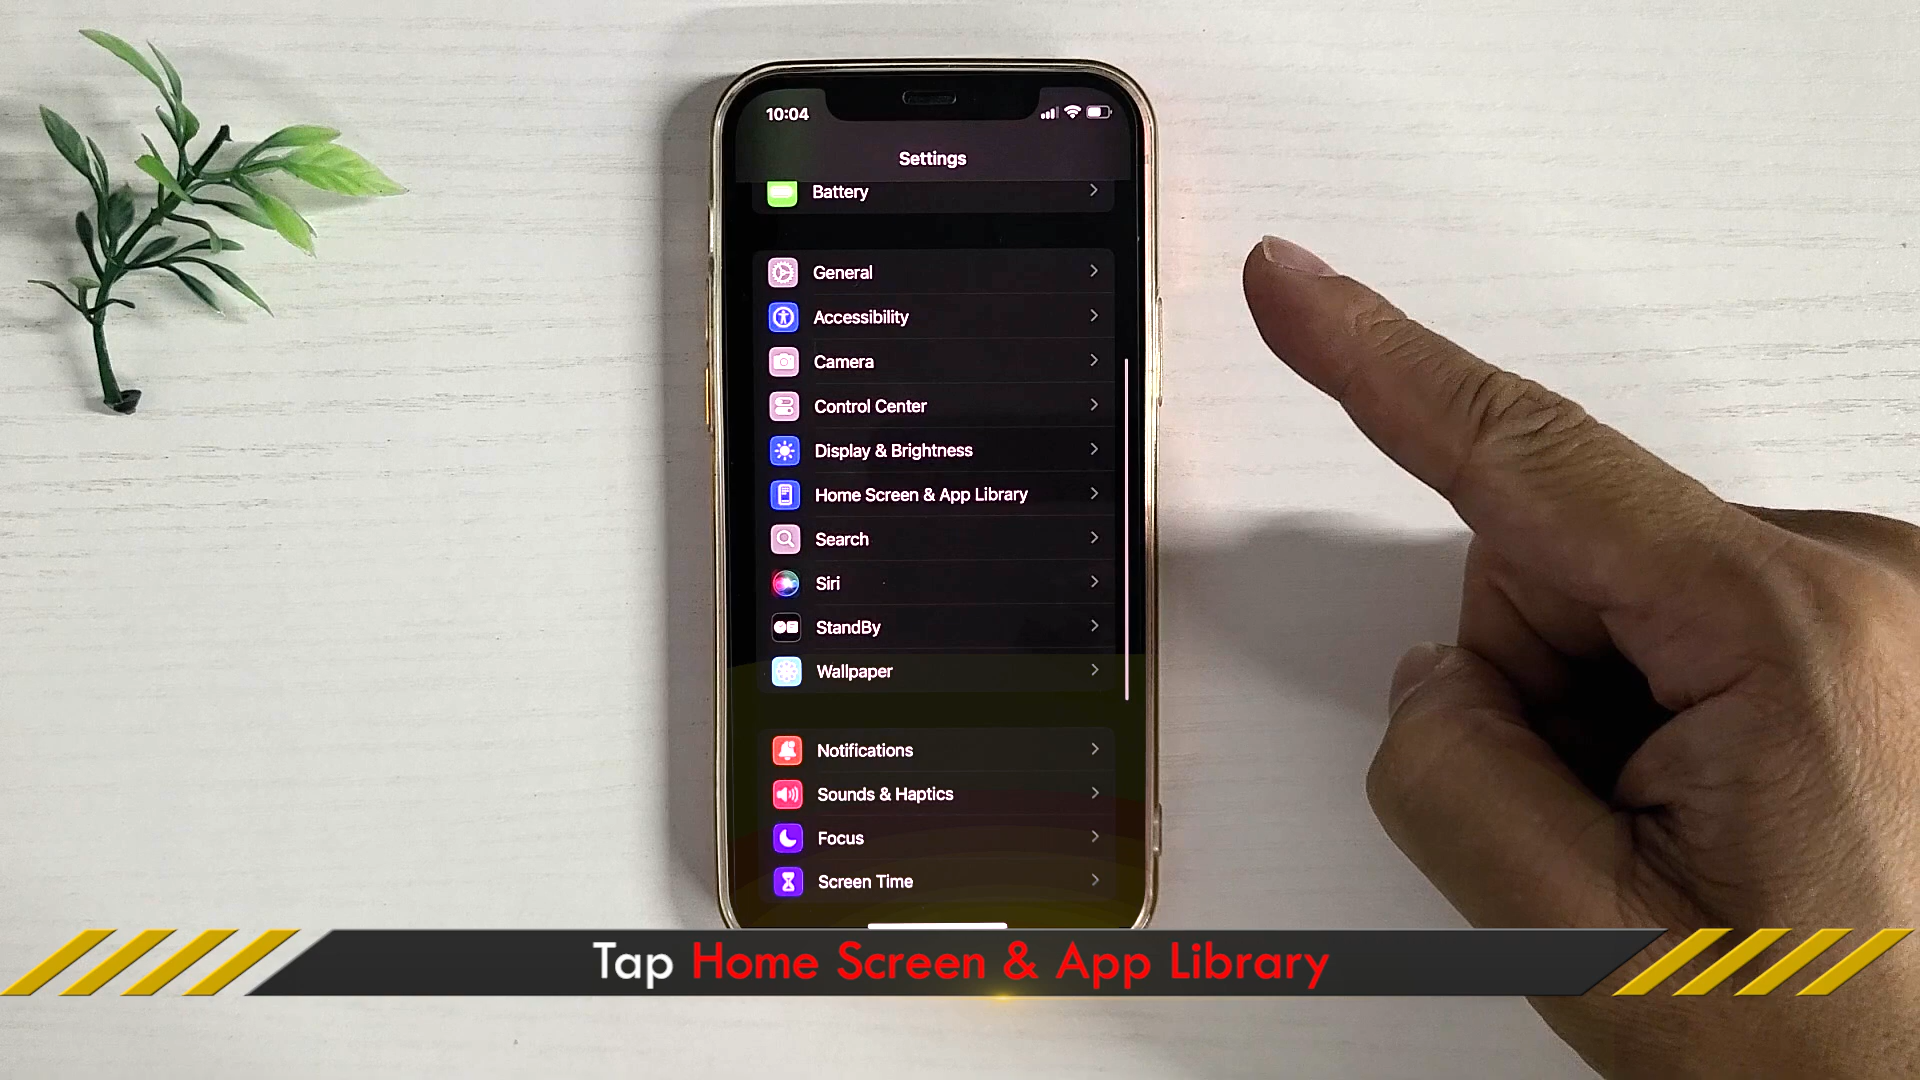 10:04
Settings
Battery
General
Accessibility
Camera
Control Center
Display & Brightness
Home Screen & App Library
Search
Siri
StandBy
Wallpaper
Notifications
Sounds & Haptics
Focus
Screen Time
Tap Home Screen & App Library